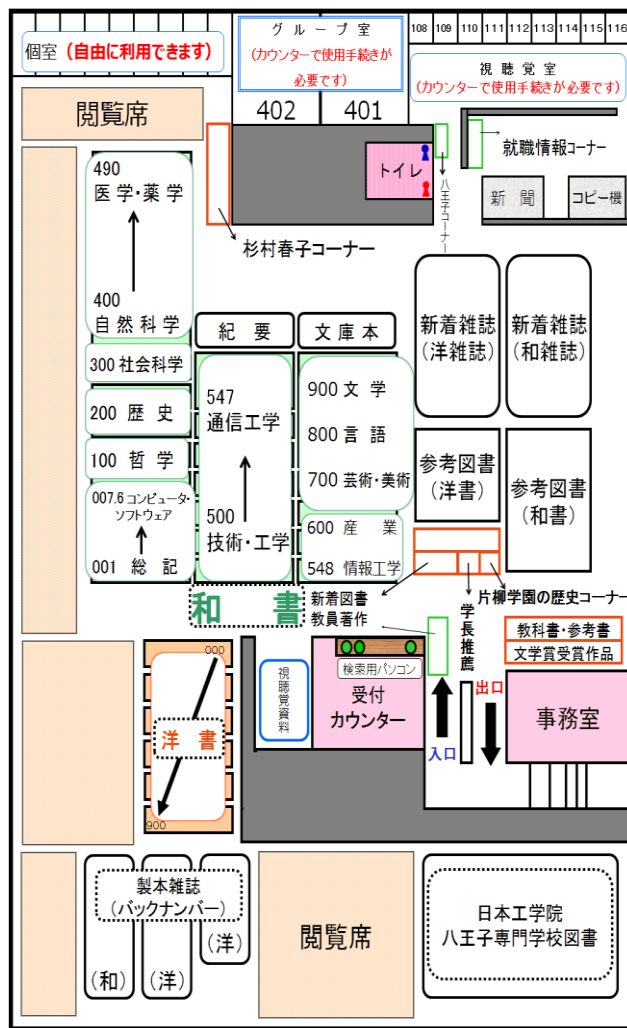 個室（自由に利用できます）
グループ室
（カウンターで使用手続きが
必要です）
108 109 110 111 112 113 114 115 116
視聴覚室
（カウンターで使用手続きが必要です）
402 401
閲覧席
トイレ
八王子コーナー
就職情報コーナー
新聞
コピー機
杉村春子コーナー
490
医学・薬学
400
自然科学
300 社会科学
200 歴史
100 哲学
007.6 コンピュータ・
ソフトウェア
001 総記
紀要
文庫本
547
通信工学
500
技術・工学
900 文学
800 言語
700 芸術・美術
600 産業
548 情報工学
新着雑誌
（洋雑誌）
新着雑誌
（和雑誌）
参考図書
（洋書）
参考図書
（和書）
和書
新着図書
教員著作
学長推薦
片柳学園の歴史コーナー
教科書・参考書
文学賞受賞作品
000
洋書
900
視聴覚資料
検索用パソコン
受付
カウンター
入口
出口
事務室
製本雑誌
（バックナンバー）
（和）
（洋）
（洋）
閲覧席
日本工学院
八王子専門学校図書